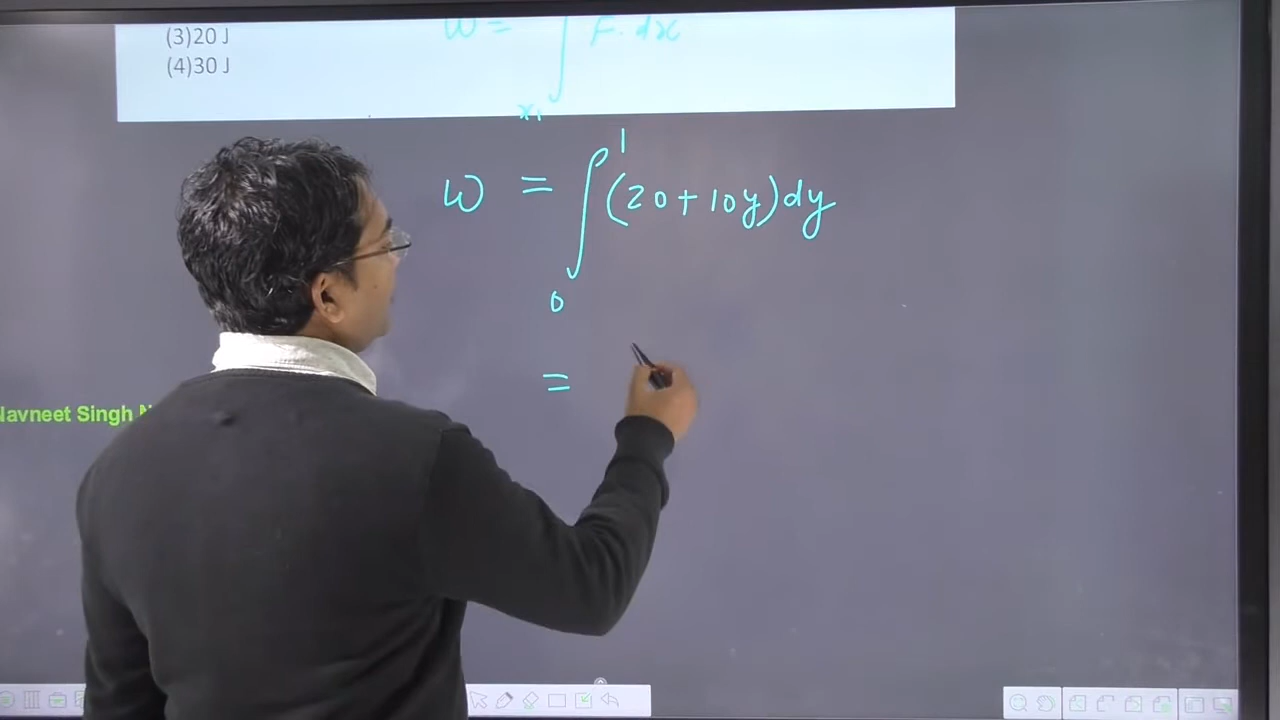 (3)20 J
(4)30 J
W = ∫ F. dx
x₁
W = ∫₀¹ (20+10y)dy
=
Navneet Singh